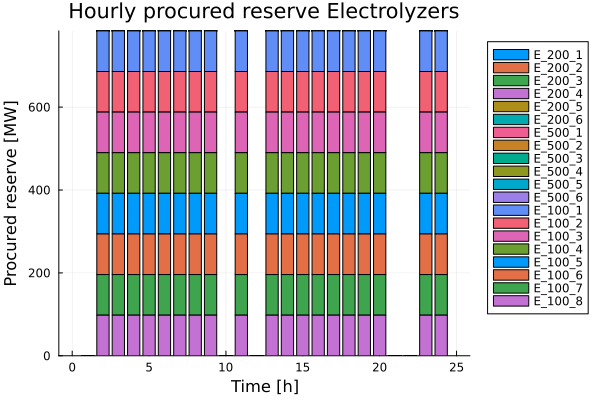 Hourly procured reserve Electrolyzers
Procured reserve [MW]
600
400
200
0
0 5 10 15 20 25
Time [h]
E_200_1
E_200_2
E_200_3
E_200_4
E_200_5
E_200_6
E_500_1
E_500_2
E_500_3
E_500_4
E_500_5
E_500_6
E_100_1
E_100_2
E_100_3
E_100_4
E_100_5
E_100_6
E_100_7
E_100_8